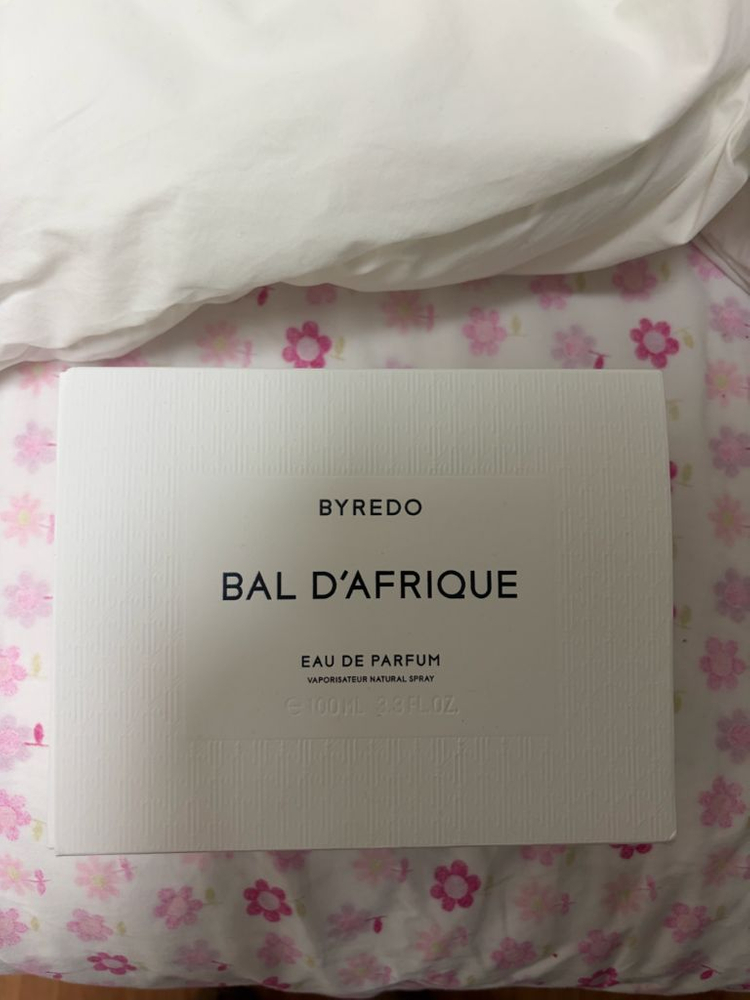 BYREDO
BAL D'AFRIQUE
EAU DE PARFUM
VAPORISATEUR NATURAL SPRAY
℮ 100 ML 3.3 FL.OZ.